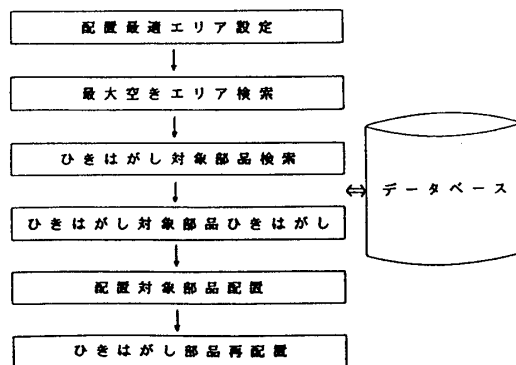 配置最適エリア設定
最大空きエリア検索
ひきはがし対象部品検索
データベース
ひきはがし対象部品ひきはがし
配置対象部品配置
ひきはがし部品再配置